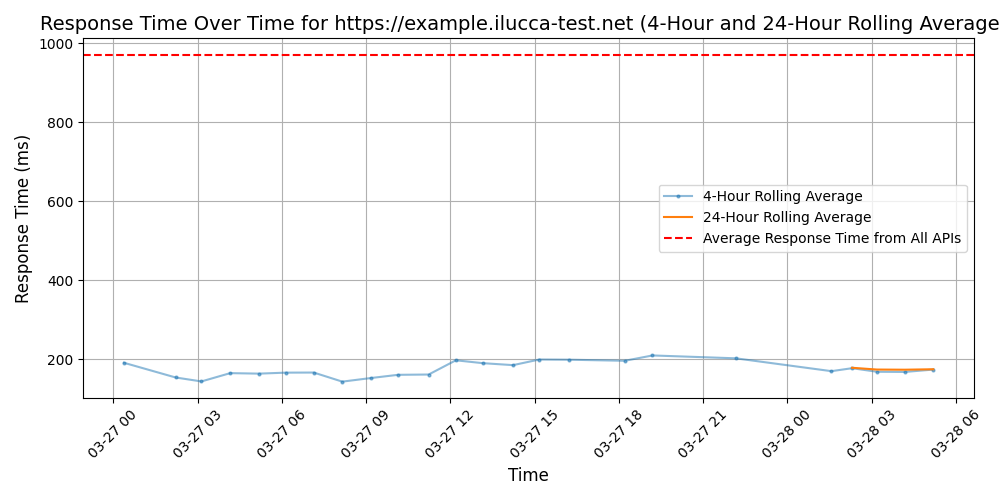 Response Time Over Time for https://example.ilucca-test.net (4-Hour and 24-Hour Rolling Average
1000
800
600
400
200
Response Time (ms)
4-Hour Rolling Average
24-Hour Rolling Average
Average Response Time from All APIs
03-27 00
03-27 03
03-27 06
03-27 09
03-27 12
03-27 15
03-27 18
03-27 21
03-28 00
03-28 03
03-28 06
Time